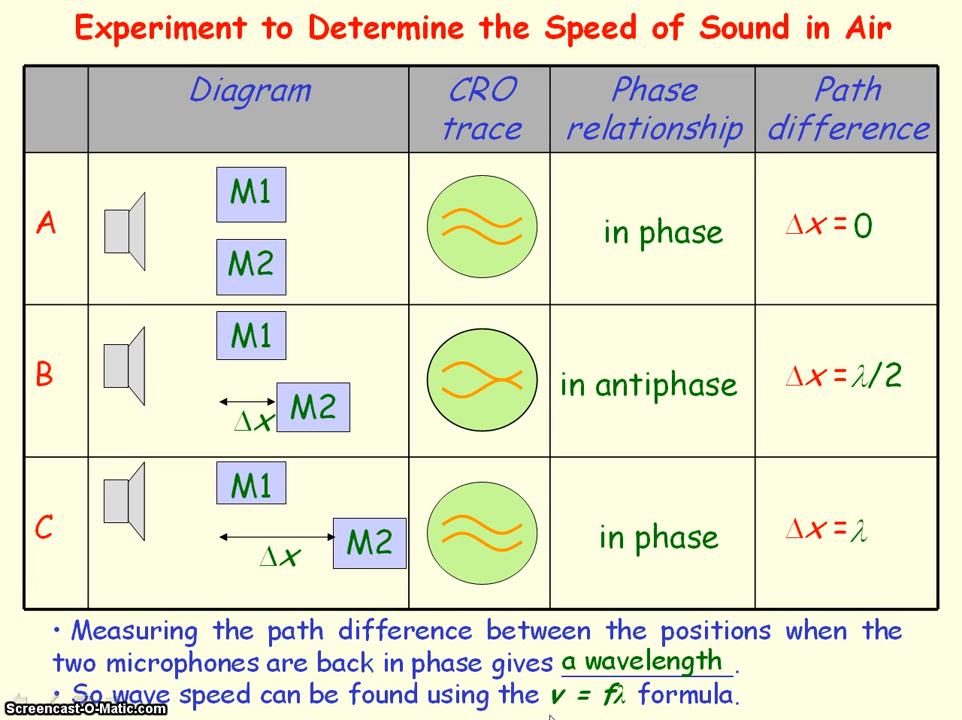 Experiment to Determine the Speed of Sound in Air
Diagram
CRO trace
Phase relationship
Path difference
A
M1
M2
in phase
Δx = 0
B
M1
M2
Δx
in antiphase
Δx = λ/2
C
M1
M2
Δx
in phase
Δx = λ
• Measuring the path difference between the positions when the
two microphones are back in phase gives a wavelength.
• So wave speed can be found using the v = fλ formula.
Screencast-O-Matic.com